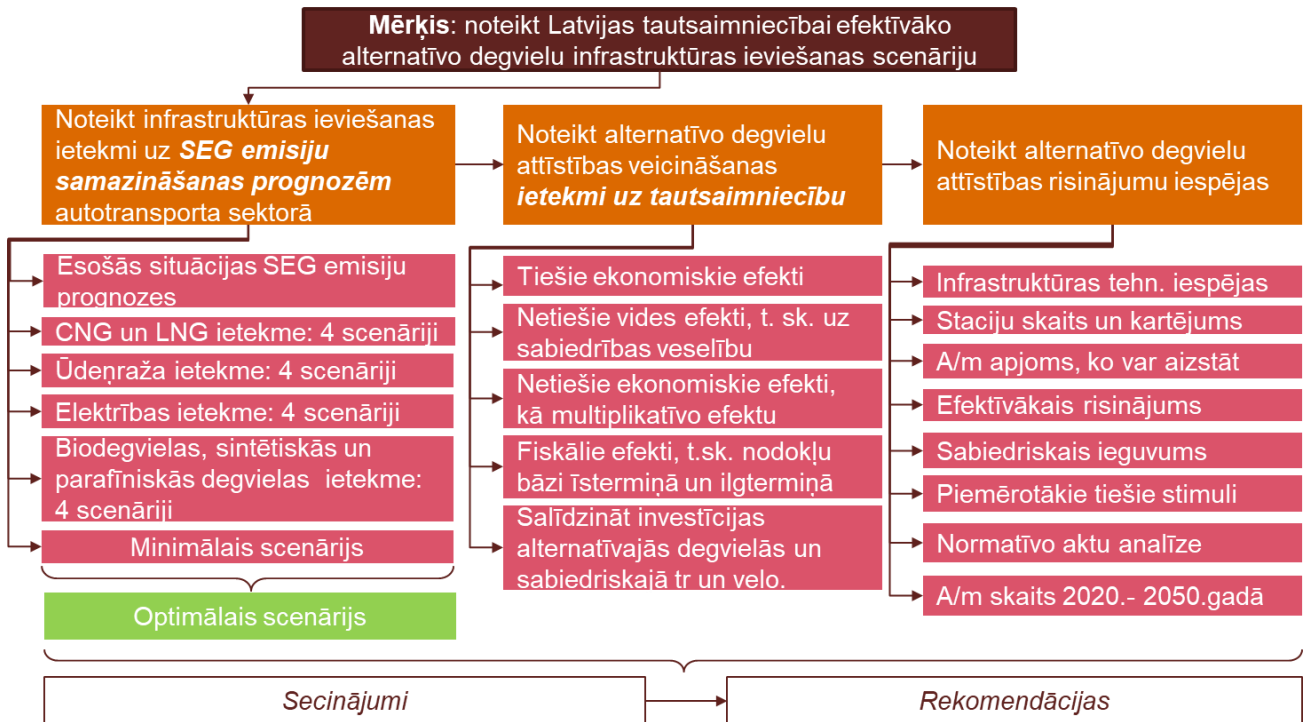 Mērķis: noteikt Latvijas tautsaimniecībai efektīvāko
alternatīvo degvielu infrastruktūras ieviešanas scenāriju
Noteikt infrastruktūras ieviešanas
ietekmi uz SEG emisiju
samazināšanas prognozēm
autotransporta sektorā
Noteikt alternatīvo degvielu
attīstības veicināšanas
ietekmi uz tautsaimniecību
Noteikt alternatīvo degvielu
attīstības risinājumu iespējas
Esošās situācijas SEG emisiju
prognozes
CNG un LNG ietekme: 4 scenāriji
Ūdeņraža ietekme: 4 scenāriji
Elektrības ietekme: 4 scenāriji
Biodegvielas, sintētiskās un
parafīniskās degvielas ietekme:
4 scenāriji
Minimālais scenārijs
Optimālais scenārijs
Tiešie ekonomiskie efekti
Netiešie vides efekti, t. sk. uz
sabiedrības veselību
Netiešie ekonomiskie efekti,
kā multiplikatīvo efektu
Fiskālie efekti, t.sk. nodokļu
bāzi īstermiņā un ilgtermiņā
Salīdzināt investīcijas
alternatīvajās degvielās un
sabiedriskajā tr un velo.
Infrastruktūras tehn. iespējas
Staciju skaits un kartējums
A/m apjoms, ko var aizstāt
Efektīvākais risinājums
Sabiedriskais ieguvums
Piemērotākie tiešie stimuli
Normatīvo aktu analīze
A/m skaits 2020.- 2050.gadā
Secinājumi
Rekomendācijas